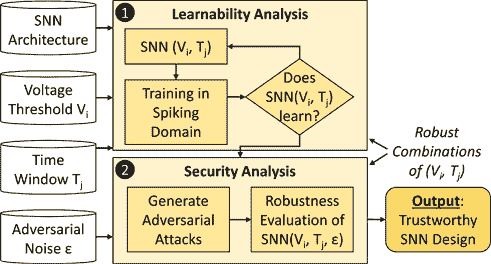 SNN
Architecture
Voltage
Threshold Vi
Time
Window Tj
Adversarial
Noise ε
1 Learnability Analysis
SNN (Vi, Tj)
Training in
Spiking
Domain
Does
SNN(Vi, Tj)
learn?
2 Security Analysis
Generate
Adversarial
Attacks
Robustness
Evaluation of
SNN(Vi, Tj, ε)
Robust
Combinations
of (Vi, Tj)
Output:
Trustworthy
SNN Design